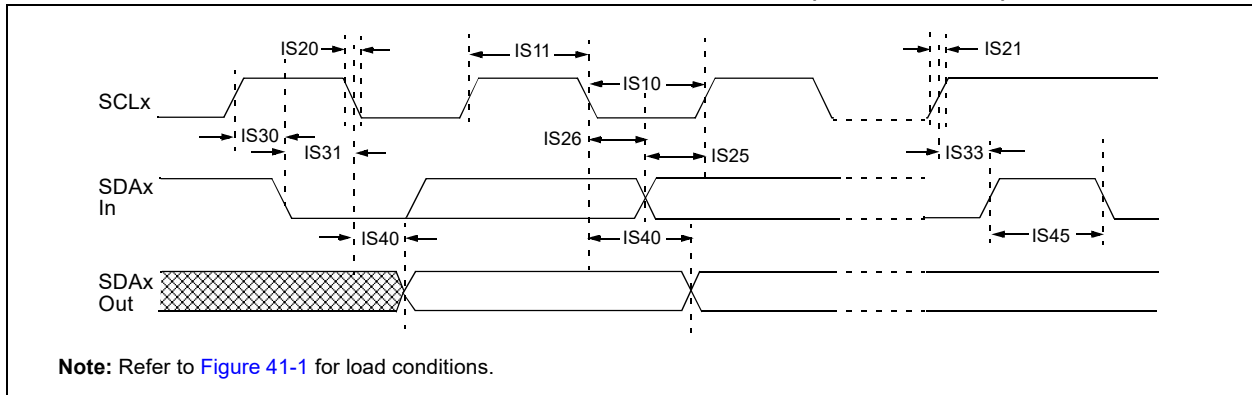 IS20
IS11
IS21
IS10
SCLx
IS30
IS26
IS31
IS25
IS33
SDAx
In
IS40
IS40
IS45
SDAx
Out
Note: Refer to Figure 41-1 for load conditions.